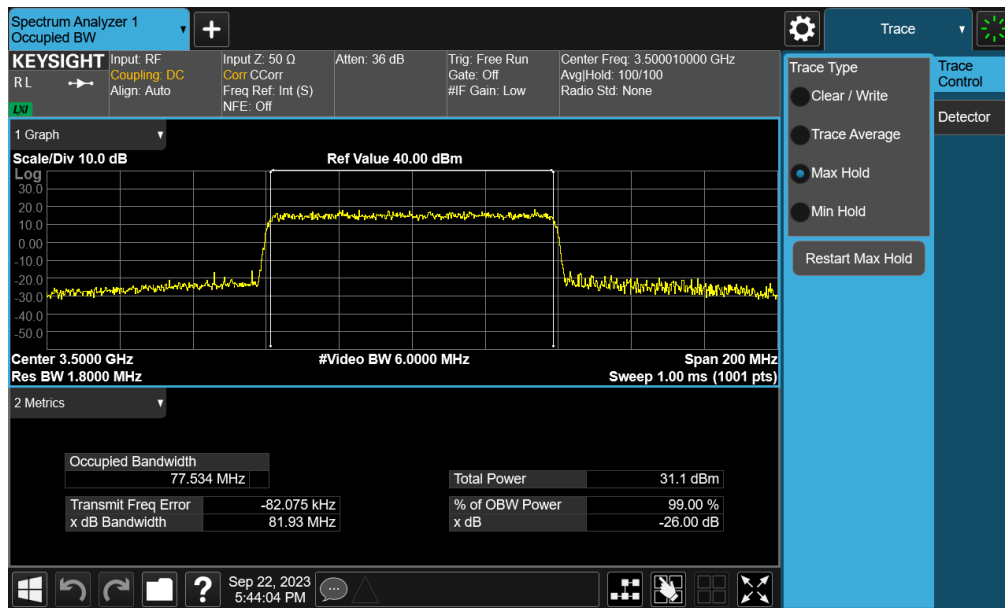 Spectrum Analyzer 1
Occupied BW
Trace
KEYSIGHT
R L
LXI
Input: RF
Coupling: DC
Align: Auto
Input Z: 50 Ω
Corr CCorr
Freq Ref: Int (S)
NFE: Off
Atten: 36 dB
Trig: Free Run
Gate: Off
#IF Gain: Low
Center Freq: 3.500010000 GHz
Avg|Hold: 100/100
Radio Std: None
Trace Type
Clear / Write
Trace Average
Max Hold
Min Hold
Restart Max Hold
Trace
Control
Detector
1 Graph
Scale/Div 10.0 dB
Ref Value 40.00 dBm
Log
30.0
20.0
10.0
0.00
-10.0
-20.0
-30.0
-40.0
-50.0
Center 3.5000 GHz
#Video BW 6.0000 MHz
Span 200 MHz
Res BW 1.8000 MHz
Sweep 1.00 ms (1001 pts)
2 Metrics
Occupied Bandwidth
77.534 MHz
Total Power 31.1 dBm
Transmit Freq Error -82.075 kHz
% of OBW Power 99.00 %
x dB Bandwidth 81.93 MHz
x dB -26.00 dB
?
Sep 22, 2023
5:44:04 PM